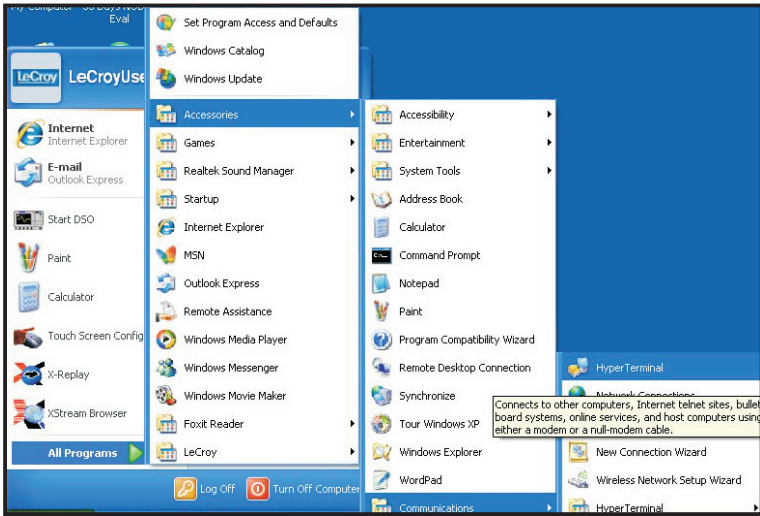 My Computer 30 Days
Eval
LeCroy
LeCroyUse
Internet
Internet Explorer
E-mail
Outlook Express
Start DSO
Paint
Calculator
Touch Screen Config
X-Replay
XStream Browser
All Programs
Log Off
Turn Off Computer
Set Program Access and Defaults
Windows Catalog
Windows Update
Accessories
Games
Realtek Sound Manager
Startup
Internet Explorer
MSN
Outlook Express
Remote Assistance
Windows Media Player
Windows Messenger
Windows Movie Maker
Foxit Reader
LeCroy
Accessibility
Entertainment
System Tools
Address Book
Calculator
Command Prompt
Notepad
Paint
Program Compatibility Wizard
Remote Desktop Connection
Synchronize
Tour Windows XP
Windows Explorer
WordPad
Communications
HyperTerminal
Network Connections
Connects to other computers, Internet telnet sites, bullet
board systems, online services, and host computers using
either a modem or a null-modem cable.
New Connection Wizard
Wireless Network Setup Wizard
HyperTerminal